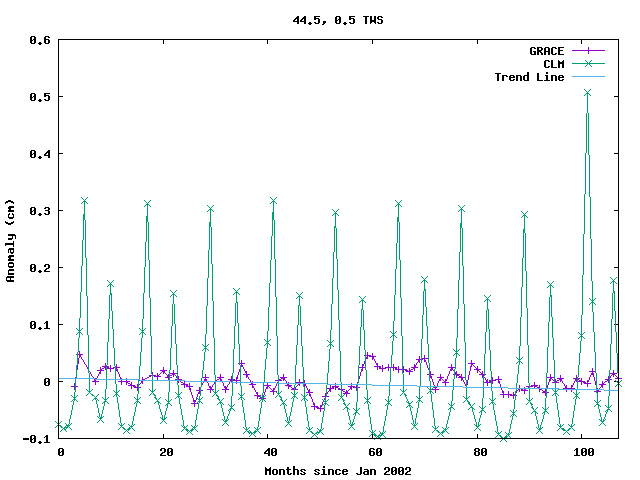 44.5, 0.5 TWS
GRACE
CLM
Trend Line
0.6
0.5
0.4
0.3
0.2
0.1
0
-0.1
Anomaly (cm)
0 20 40 60 80 100
Months since Jan 2002